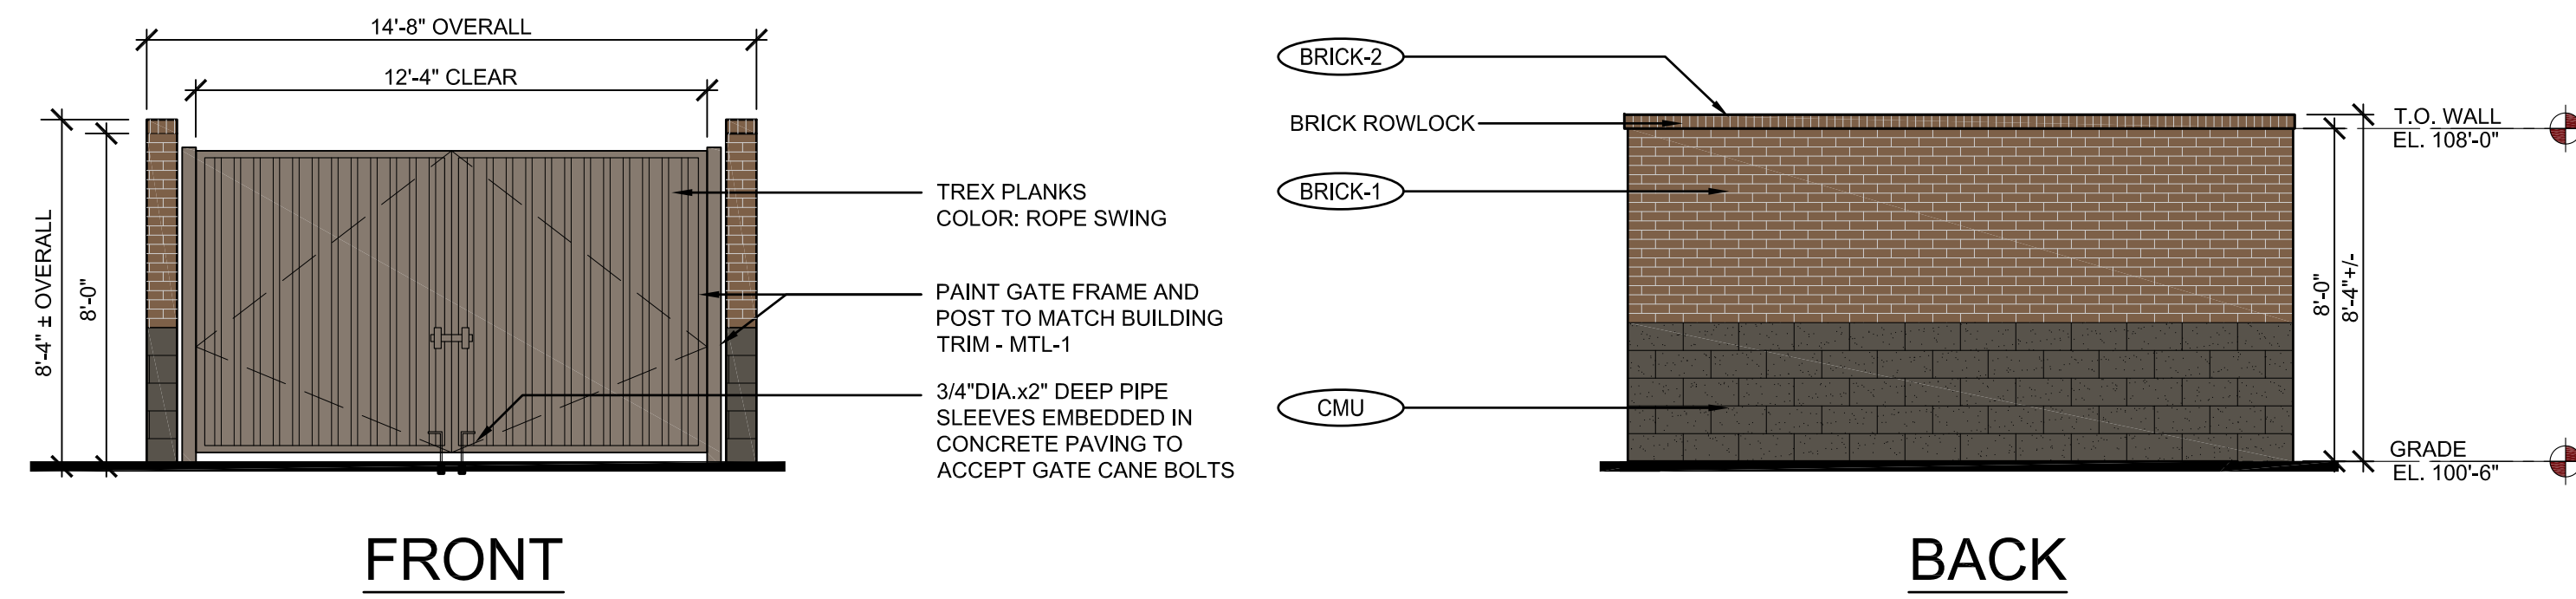 14'-8" OVERALL
12'-4" CLEAR
8'-4" ± OVERALL
8'-0"
TREX PLANKS
COLOR: ROPE SWING
PAINT GATE FRAME AND
POST TO MATCH BUILDING
TRIM - MTL-1
3/4"DIA.x2" DEEP PIPE
SLEEVES EMBEDDED IN
CONCRETE PAVING TO
ACCEPT GATE CANE BOLTS
FRONT
BRICK-2
BRICK ROWLOCK
BRICK-1
CMU
8'-0"
8'-4"+/-
T.O. WALL
EL. 108'-0"
GRADE
EL. 100'-6"
BACK